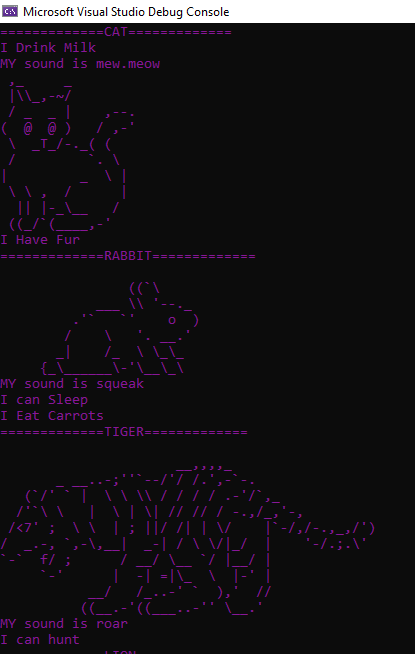 Microsoft Visual Studio Debug Console
=============CAT=============
I Drink Milk
MY sound is mew.meow
I Have Fur
=============RABBIT=============
MY sound is squeak
I can Sleep
I Eat Carrots
=============TIGER=============
MY sound is roar
I can hunt